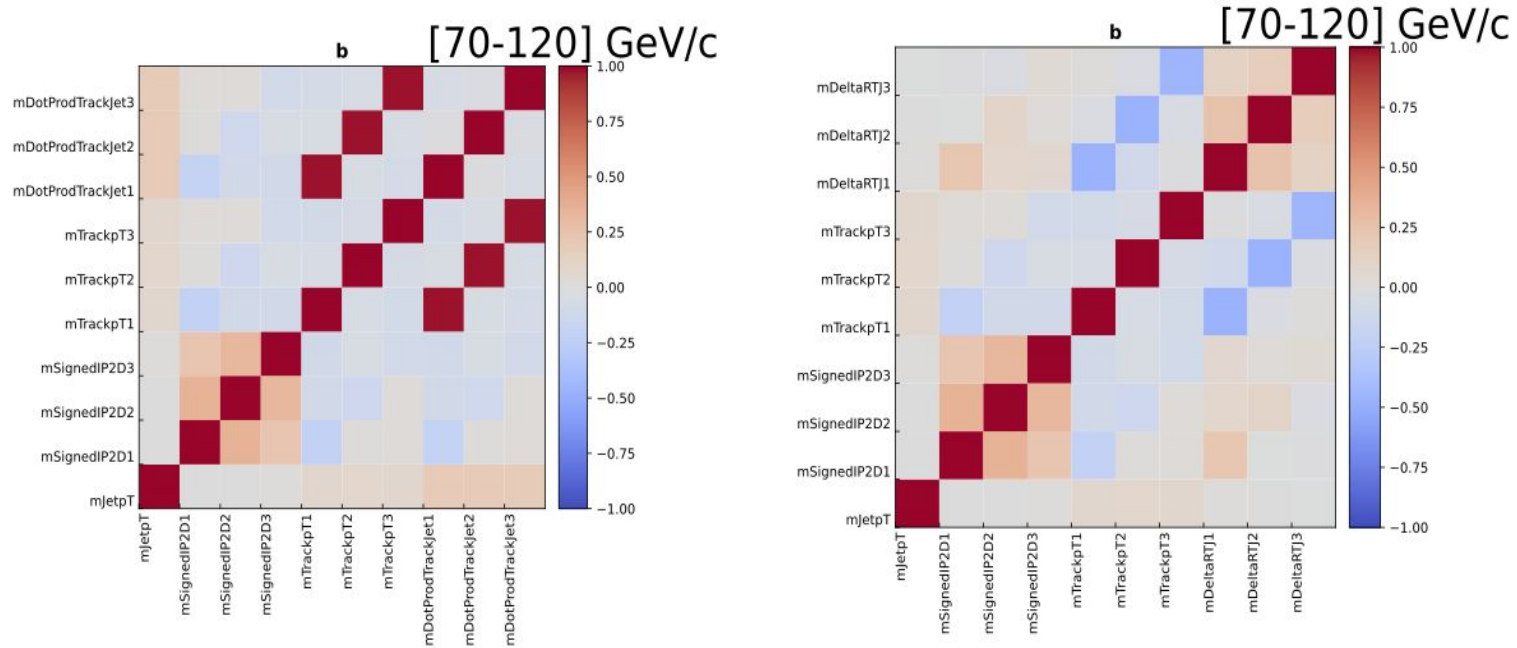 b [70-120] GeV/c
mDotProdTrackJet3
mDotProdTrackJet2
mDotProdTrackJet1
mTrackpT3
mTrackpT2
mTrackpT1
mSignedIP2D3
mSignedIP2D2
mSignedIP2D1
mJetpT
mJetpT
mSignedIP2D1
mSignedIP2D2
mSignedIP2D3
mTrackpT1
mTrackpT2
mTrackpT3
mDotProdTrackJet1
mDotProdTrackJet2
mDotProdTrackJet3
1.00
0.75
0.50
0.25
0.00
−0.25
−0.50
−0.75
−1.00
b [70-120] GeV/c
mDeltaRTJ3
mDeltaRTJ2
mDeltaRTJ1
mTrackpT3
mTrackpT2
mTrackpT1
mSignedIP2D3
mSignedIP2D2
mSignedIP2D1
mJetpT
mJetpT
mSignedIP2D1
mSignedIP2D2
mSignedIP2D3
mTrackpT1
mTrackpT2
mTrackpT3
mDeltaRTJ1
mDeltaRTJ2
mDeltaRTJ3
1.00
0.75
0.50
0.25
0.00
−0.25
−0.50
−0.75
−1.00